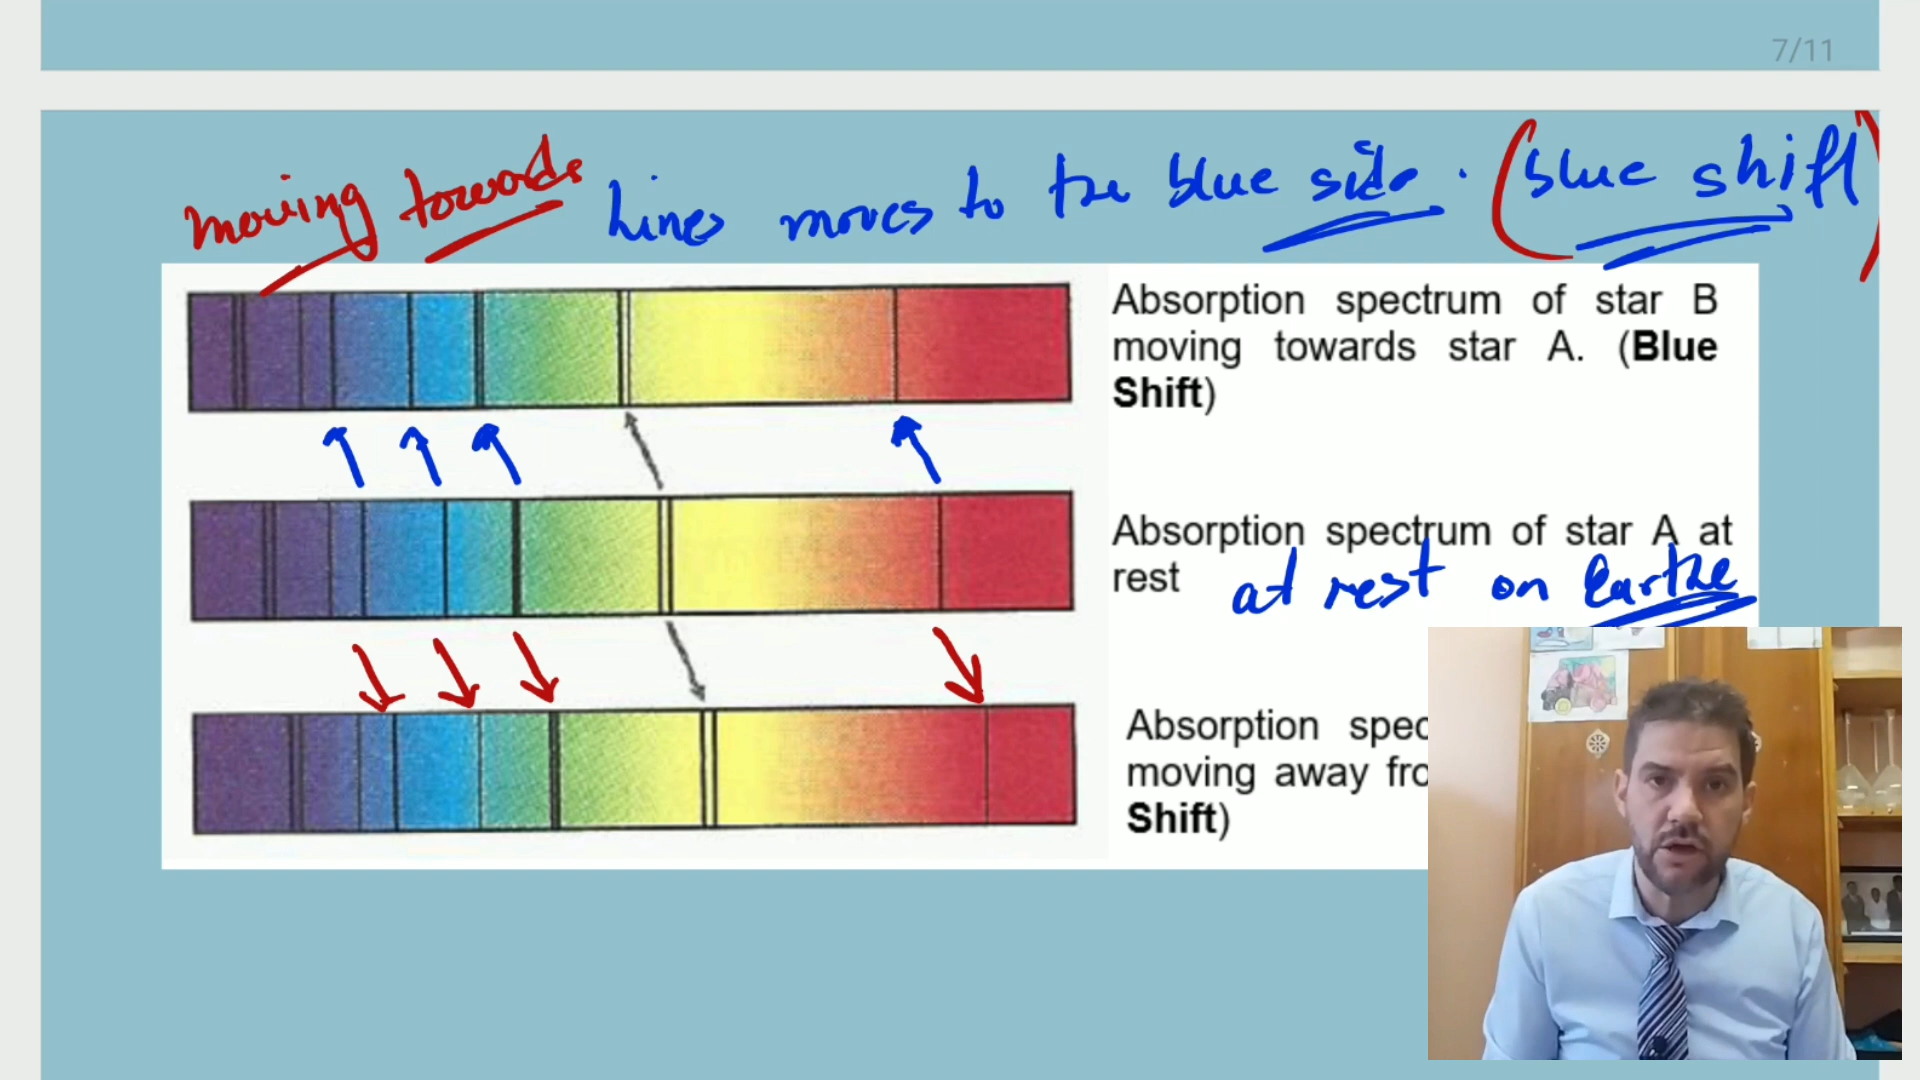 7/11
moving towards Lines moves to the blue side. (blue shift)
Absorption spectrum of star B
moving towards star A. (Blue
Shift)
Absorption spectrum of star A at
rest at rest on Earthe
Absorption spec
moving away fro
Shift)